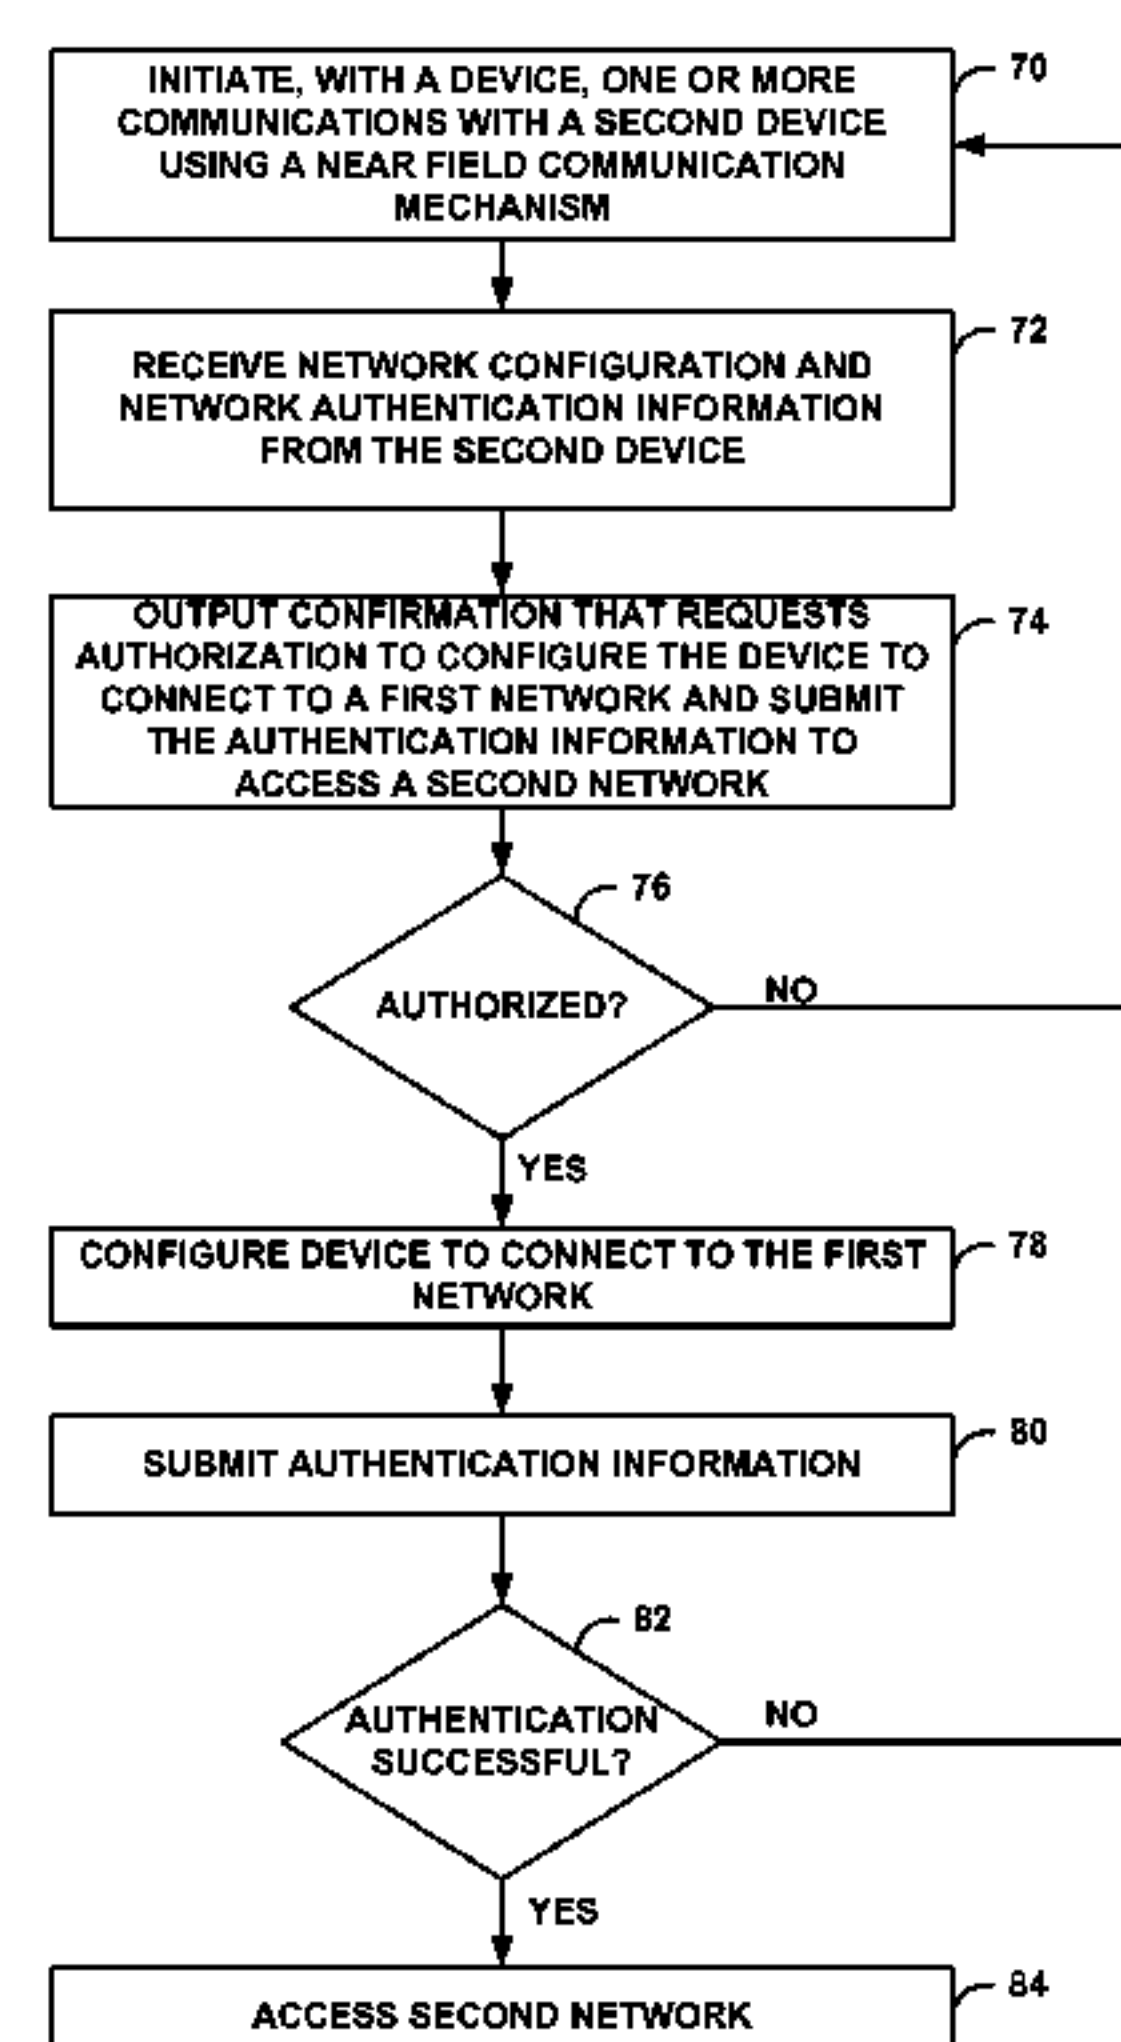 70
INITIATE, WITH A DEVICE, ONE OR MORE
COMMUNICATIONS WITH A SECOND DEVICE
USING A NEAR FIELD COMMUNICATION
MECHANISM
72
RECEIVE NETWORK CONFIGURATION AND
NETWORK AUTHENTICATION INFORMATION
FROM THE SECOND DEVICE
74
OUTPUT CONFIRMATION THAT REQUESTS
AUTHORIZATION TO CONFIGURE THE DEVICE TO
CONNECT TO A FIRST NETWORK AND SUBMIT
THE AUTHENTICATION INFORMATION TO
ACCESS A SECOND NETWORK
76
AUTHORIZED?
NO
YES
78
CONFIGURE DEVICE TO CONNECT TO THE FIRST
NETWORK
80
SUBMIT AUTHENTICATION INFORMATION
82
AUTHENTICATION
SUCCESSFUL?
NO
YES
84
ACCESS SECOND NETWORK